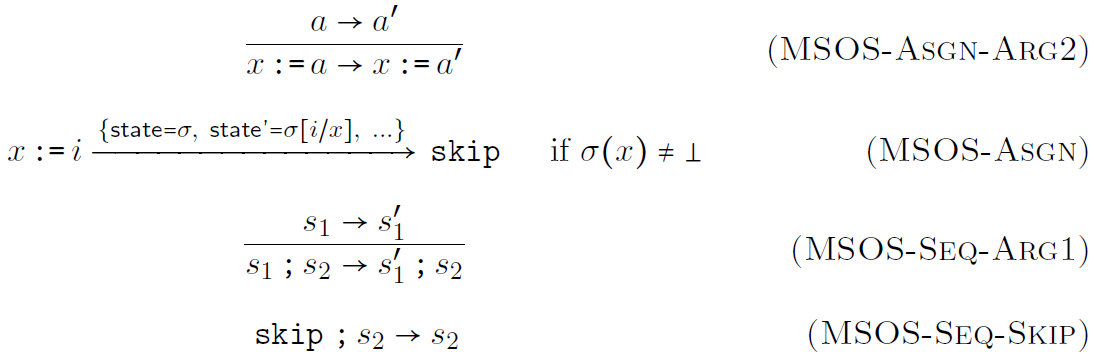 a → a′
x := a → x := a′ (MSOS-Asgn-Arg2)
x := i {state=σ, state'=σ[i/x], ...} → skip if σ(x) ≠ ⊥ (MSOS-Asgn)
s₁ → s′₁
s₁ ; s₂ → s′₁ ; s₂ (MSOS-Seq-Arg1)
skip ; s₂ → s₂ (MSOS-Seq-Skip)